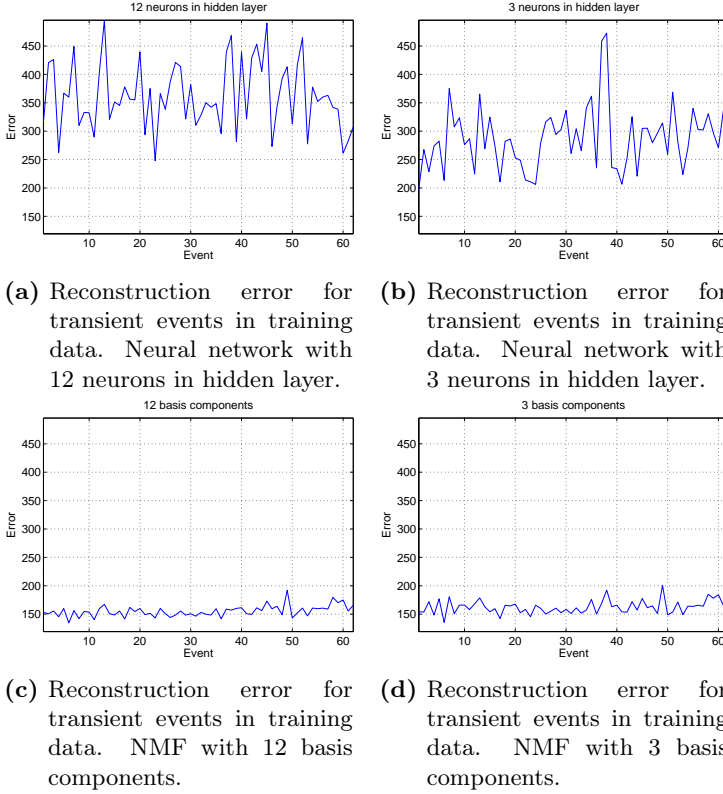 12 neurons in hidden layer
450
400
350
300
250
200
150
Error
10 20 30 40 50 60
Event
3 neurons in hidden layer
450
400
350
300
250
200
150
Error
10 20 30 40 50 60
Event
(a) Reconstruction error for
transient events in training
data. Neural network with
12 neurons in hidden layer.
(b) Reconstruction error for
transient events in training
data. Neural network with
3 neurons in hidden layer.
12 basis components
450
400
350
300
250
200
150
Error
10 20 30 40 50 60
Event
3 basis components
450
400
350
300
250
200
150
Error
10 20 30 40 50 60
Event
(c) Reconstruction error for
transient events in training
data. NMF with 12 basis
components.
(d) Reconstruction error for
transient events in training
data. NMF with 3 basis
components.